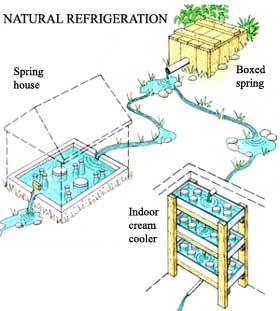 NATURAL REFRIGERATION
Spring
house
Boxed
spring
Indoor
cream
cooler